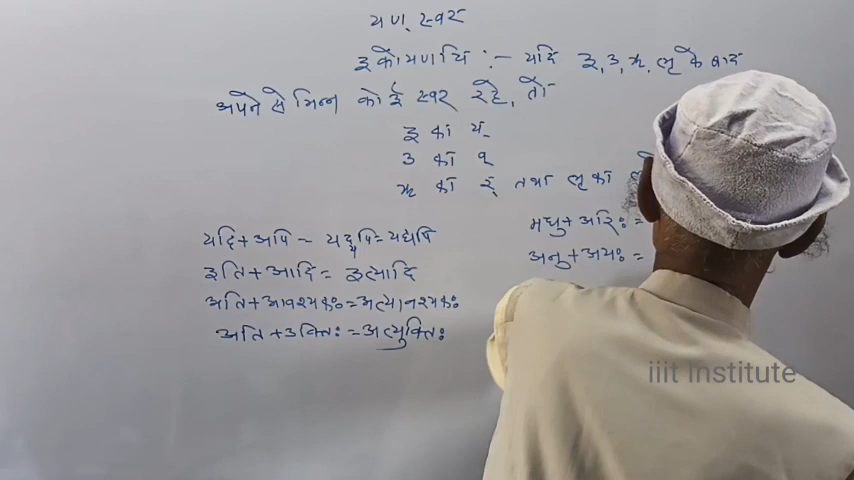 यण् स्वर
इकोयणचि :- यदि इ, उ, ऋ, लृ के बाद
अपने से भिन्न कोई स्वर रहे, तो
इ का य्
उ का व्
ऋ का र् तथा लृ का
यदि + अपि = यद्यपि = यद्यपि
इति + आदि = इत्यादि
अति + आवश्यकः = अत्यावश्यकः
अति + उक्तिः = अत्युक्तिः
मधु + अरिः =
अनु + अयः =
iiit Institute